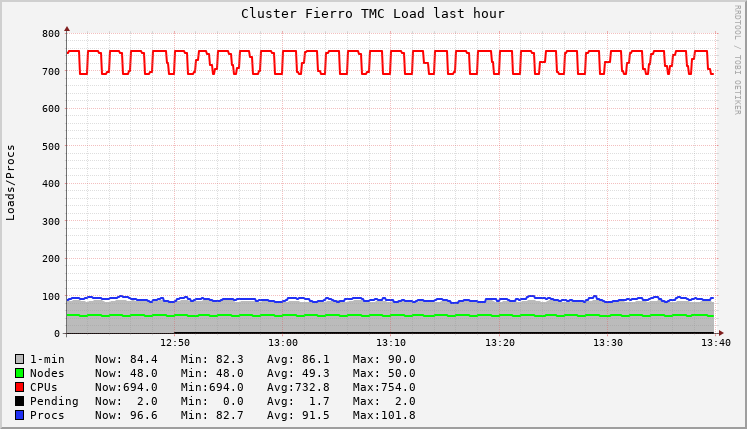 Cluster Fierro TMC Load last hour
RRDTOOL / TOBI OETIKER
Loads/Procs
800
700
600
500
400
300
200
100
0
12:50 13:00 13:10 13:20 13:30 13:40
1-min Now: 84.4 Min: 82.3 Avg: 86.1 Max: 90.0
Nodes Now: 48.0 Min: 48.0 Avg: 49.3 Max: 50.0
CPUs Now:694.0 Min:694.0 Avg:732.8 Max:754.0
Pending Now: 2.0 Min: 0.0 Avg: 1.7 Max: 2.0
Procs Now: 96.6 Min: 82.7 Avg: 91.5 Max:101.8